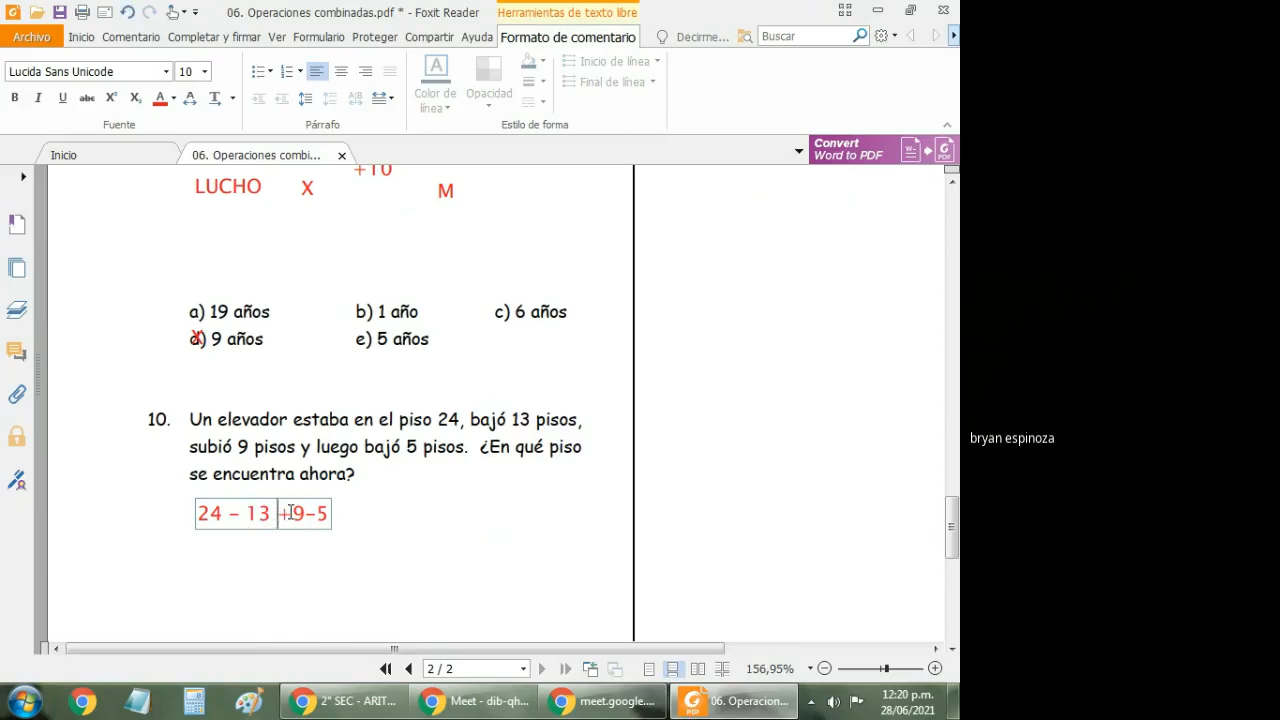 06. Operaciones combinadas.pdf * - Foxit Reader
Herramientas de texto libre
Archivo Inicio Comentario Completar y firmar Ver Formulario Proteger Compartir Ayuda Formato de comentario Decirme... Buscar
Lucida Sans Unicode 10
Color de línea Opacidad
Inicio de línea
Final de línea
Fuente Párrafo Estilo de forma
Inicio 06. Operaciones combi... Convert Word to PDF
+10
LUCHO X M
a) 19 años b) 1 año c) 6 años
d) 9 años e) 5 años
X
10. Un elevador estaba en el piso 24, bajó 13 pisos,
subió 9 pisos y luego bajó 5 pisos. ¿En qué piso
se encuentra ahora?
24 - 13 +9-5
bryan espinoza
2 / 2 156,95%
2° SEC - ARIT... Meet - dib-qh... meet.google.... 06. Operacion...
12:20 p.m.
28/06/2021